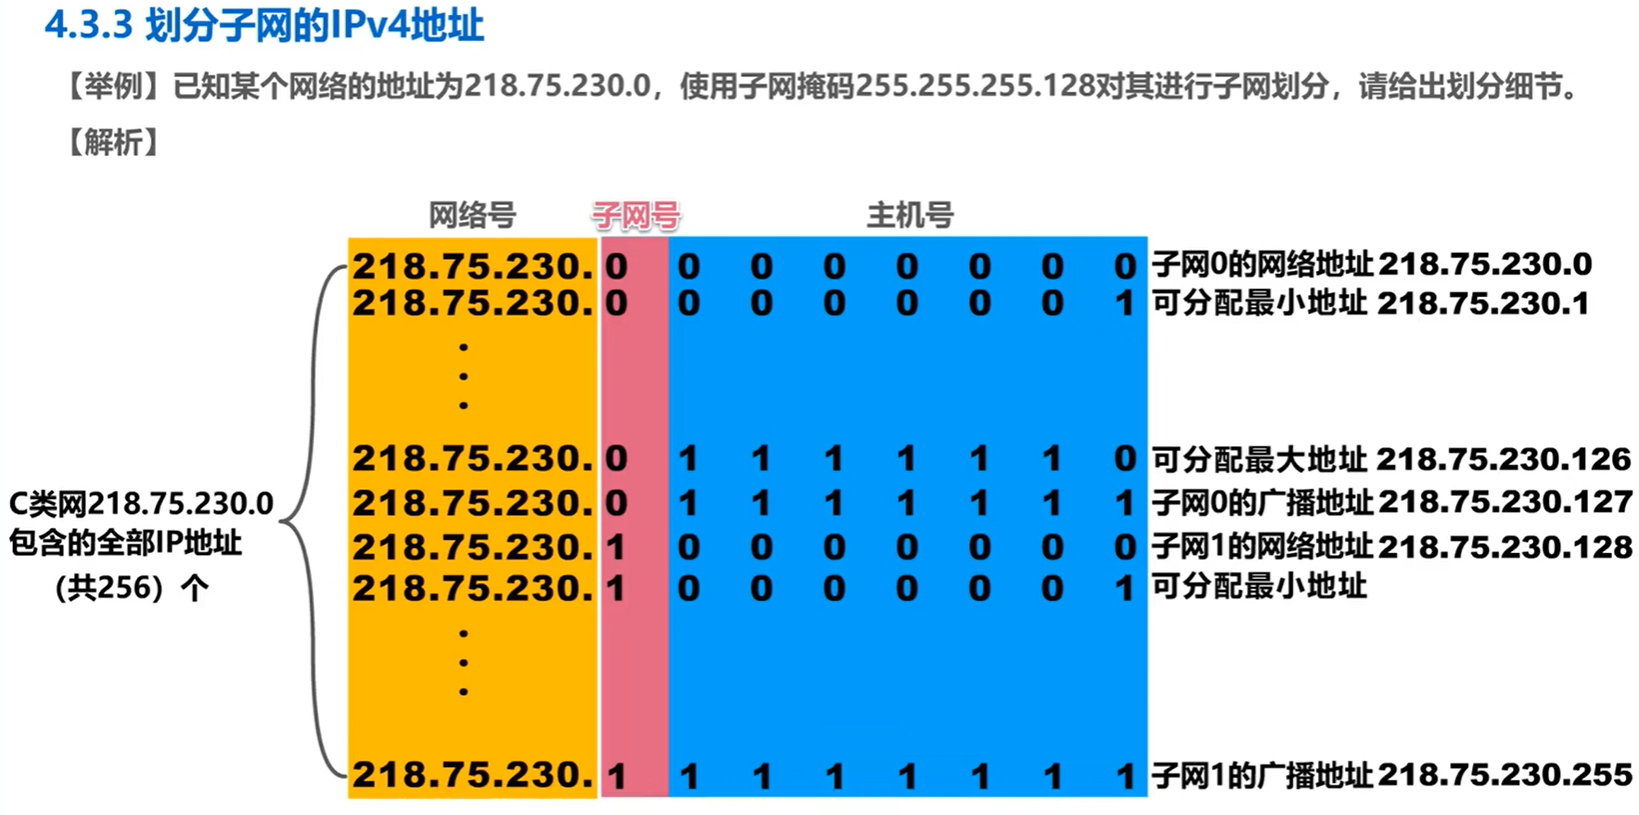 4.3.3 划分子网的IPv4地址
【举例】已知某个网络的地址为218.75.230.0，使用子网掩码255.255.255.128对其进行子网划分，请给出划分细节。
【解析】
网络号 子网号 主机号
218.75.230. 0 0 0 0 0 0 0 0 子网0的网络地址 218.75.230.0
218.75.230. 0 0 0 0 0 0 0 1 可分配最小地址 218.75.230.1
218.75.230. 0 1 1 1 1 1 1 0 可分配最大地址 218.75.230.126
218.75.230. 0 1 1 1 1 1 1 1 子网0的广播地址 218.75.230.127
218.75.230. 1 0 0 0 0 0 0 0 子网1的网络地址 218.75.230.128
218.75.230. 1 0 0 0 0 0 0 1 可分配最小地址
218.75.230. 1 1 1 1 1 1 1 1 子网1的广播地址 218.75.230.255
C类网218.75.230.0
包含的全部IP地址
（共256）个